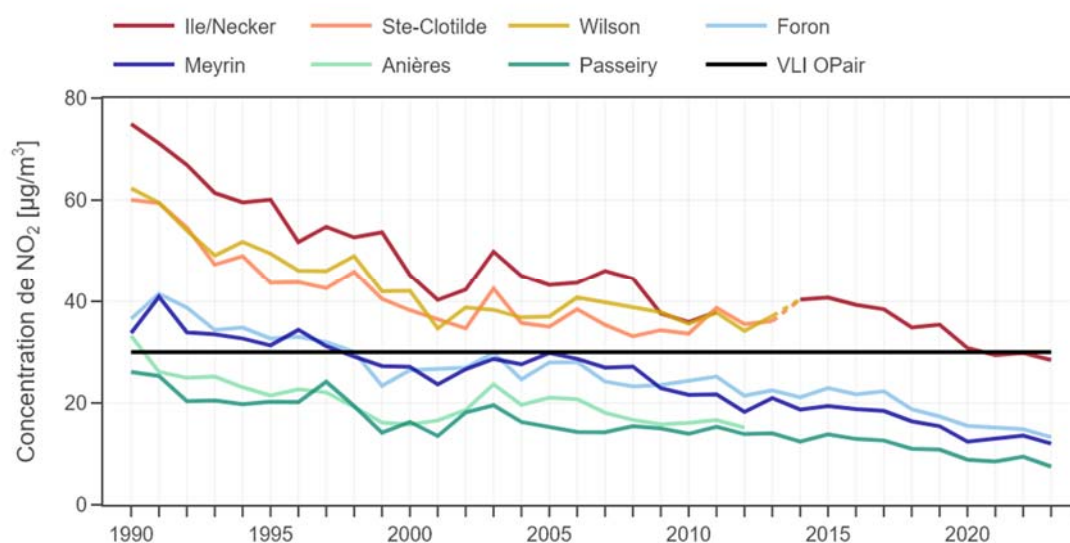 Ile/Necker Ste-Clotilde Wilson Foron
Meyrin Anières Passeiry VLI OPair
Concentration de NO₂ [µg/m³]
80
60
40
20
0
1990 1995 2000 2005 2010 2015 2020